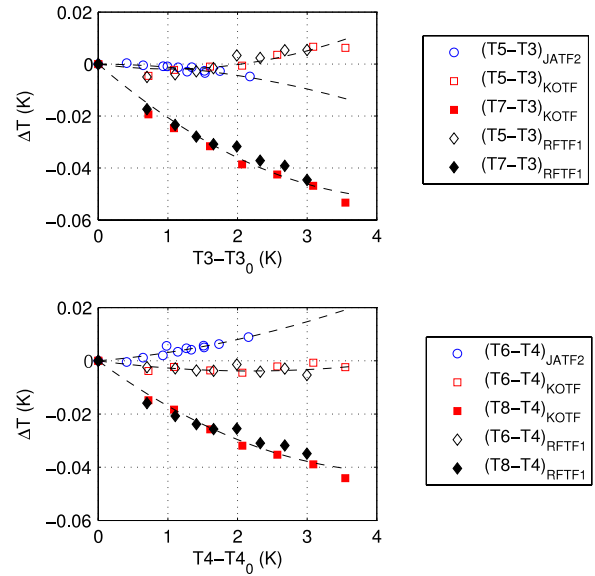 0.02
0
−0.02
−0.04
−0.06
ΔT (K)
0 1 2 3 4
T3−T3₀ (K)
(T5−T3)JATF2
(T5−T3)KOTF
(T7−T3)KOTF
(T5−T3)RFTF1
(T7−T3)RFTF1
0.02
0
−0.02
−0.04
−0.06
ΔT (K)
0 1 2 3 4
T4−T4₀ (K)
(T6−T4)JATF2
(T6−T4)KOTF
(T8−T4)KOTF
(T6−T4)RFTF1
(T8−T4)RFTF1